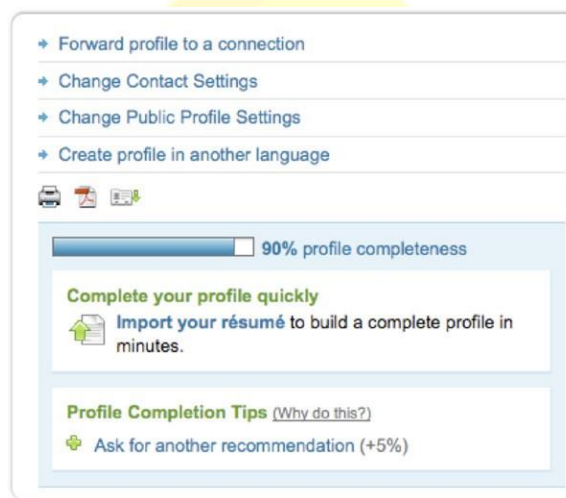 Forward profile to a connection
Change Contact Settings
Change Public Profile Settings
Create profile in another language
90% profile completeness
Complete your profile quickly
Import your résumé to build a complete profile in
minutes.
Profile Completion Tips (Why do this?)
Ask for another recommendation (+5%)